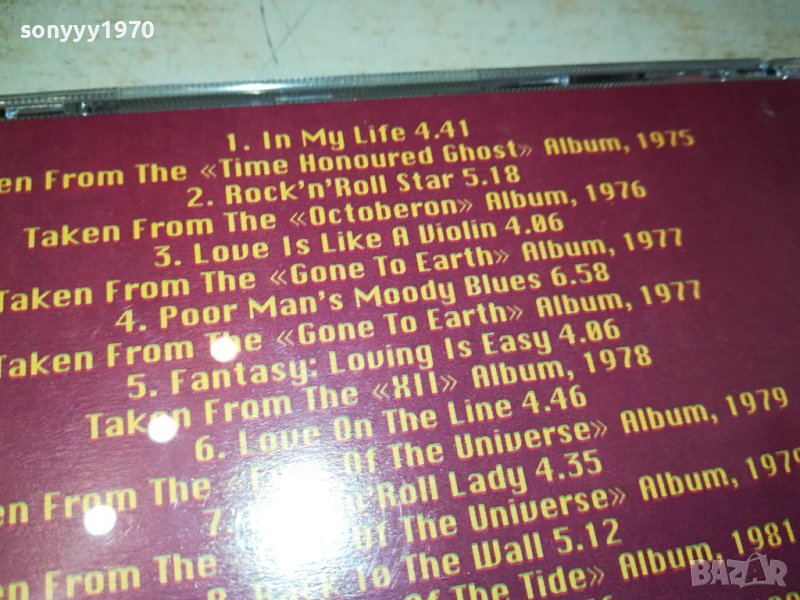 sonyyy1970
1. In My Life 4.41
From The «Time Honoured Ghost» Album, 1975
2. Rock'n'Roll Star 5.18
Taken From The «Octoberon» Album, 1976
3. Love Is Like A Violin 4.06
Taken From The «Gone To Earth» Album, 1977
4. Poor Man's Moody Blues 6.58
Taken From The «Gone To Earth» Album, 1977
5. Fantasy: Loving Is Easy 4.06
Taken From The «XII» Album, 1978
6. Love On The Line 4.46
From The Of The Universe» Album, 1979
7. Lady 4.35
From The Of The Universe» Album, 1979
8. To The Wall 5.12
Of The Tide» Album, 1981
BAZAR